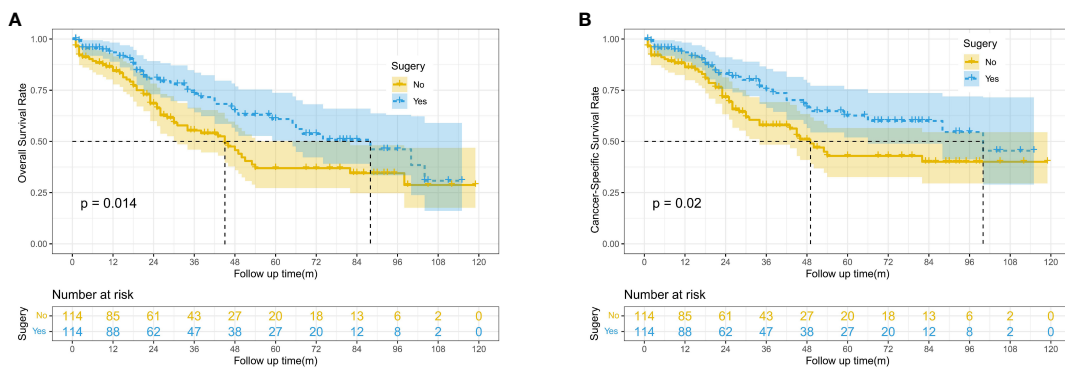 A
Overall Survival Rate
1.00
0.75
0.50
0.25
0.00
Sugery
No
Yes
p = 0.014
0 12 24 36 48 60 72 84 96 108 120
Follow up time(m)
Number at risk
Sugery
No 114 85 61 43 27 20 18 13 6 2 0
Yes 114 88 62 47 38 27 20 12 8 2 0
0 12 24 36 48 60 72 84 96 108 120
Follow up time(m)
B
Canccer-Specific Survival Rate
1.00
0.75
0.50
0.25
0.00
Sugery
No
Yes
p = 0.02
0 12 24 36 48 60 72 84 96 108 120
Follow up time(m)
Number at risk
Sugery
No 114 85 61 43 27 20 18 13 6 2 0
Yes 114 88 62 47 38 27 20 12 8 2 0
0 12 24 36 48 60 72 84 96 108 120
Follow up time(m)